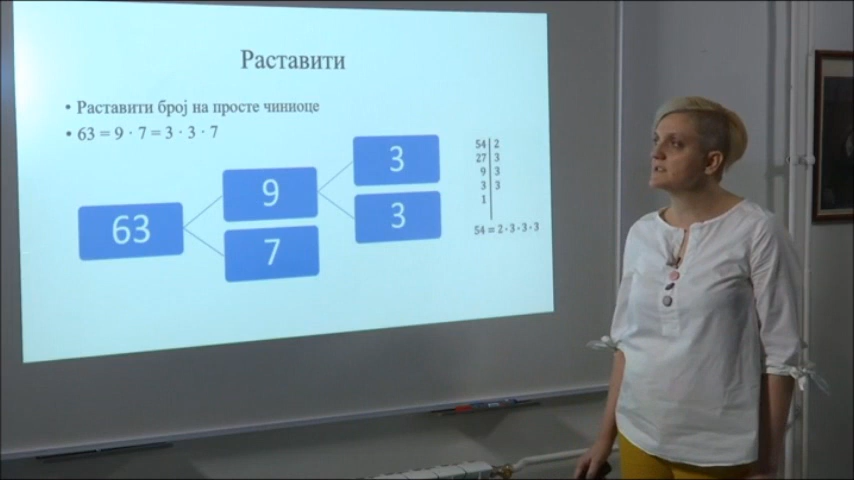 Раставити
• Раставити број на просте чиниоце
• 63 = 9 · 7 = 3 · 3 · 7
63
9
7
3
3
54 | 2
27 | 3
9 | 3
3 | 3
1 |
54 = 2 · 3 · 3 · 3